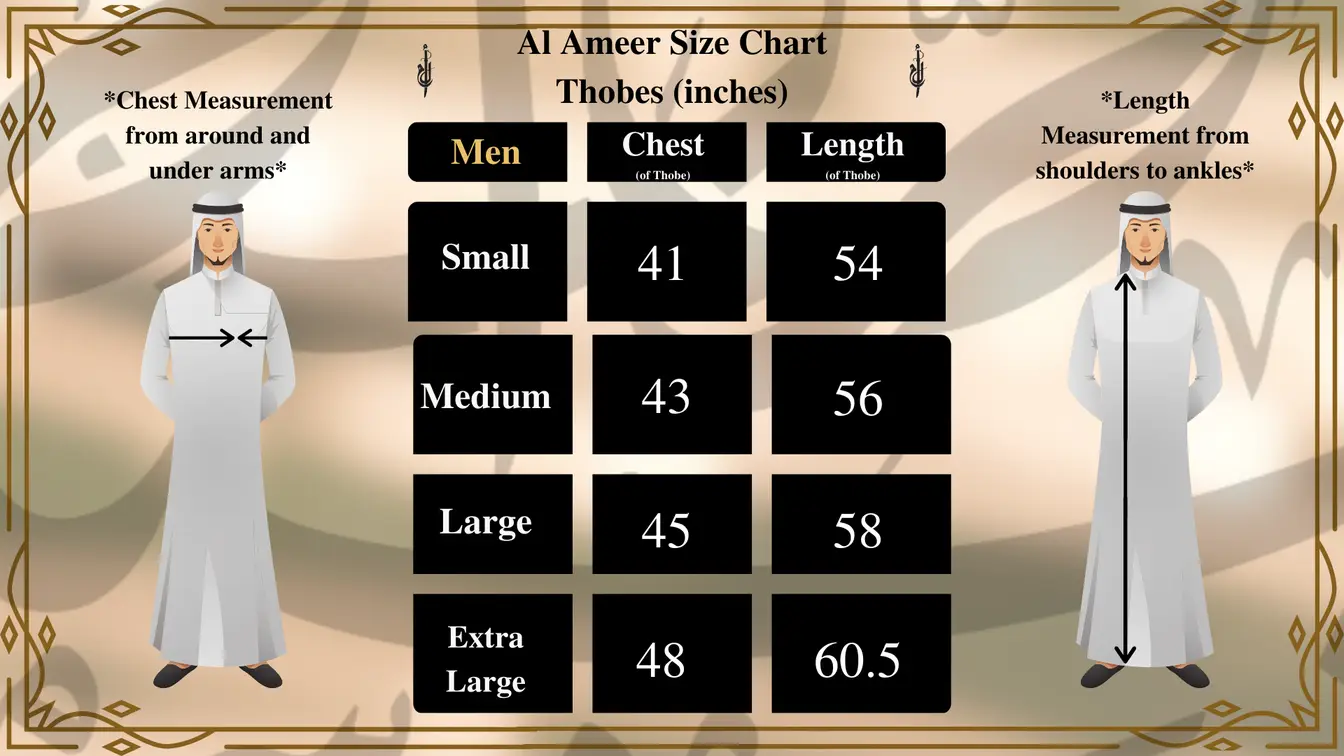 Al Ameer Size Chart
Thobes (inches)
*Chest Measurement
from around and
under arms*
*Length
Measurement from
shoulders to ankles*
Men Chest Length
(of Thobe) (of Thobe)
Small 41 54
Medium 43 56
Large 45 58
Extra
Large 48 60.5